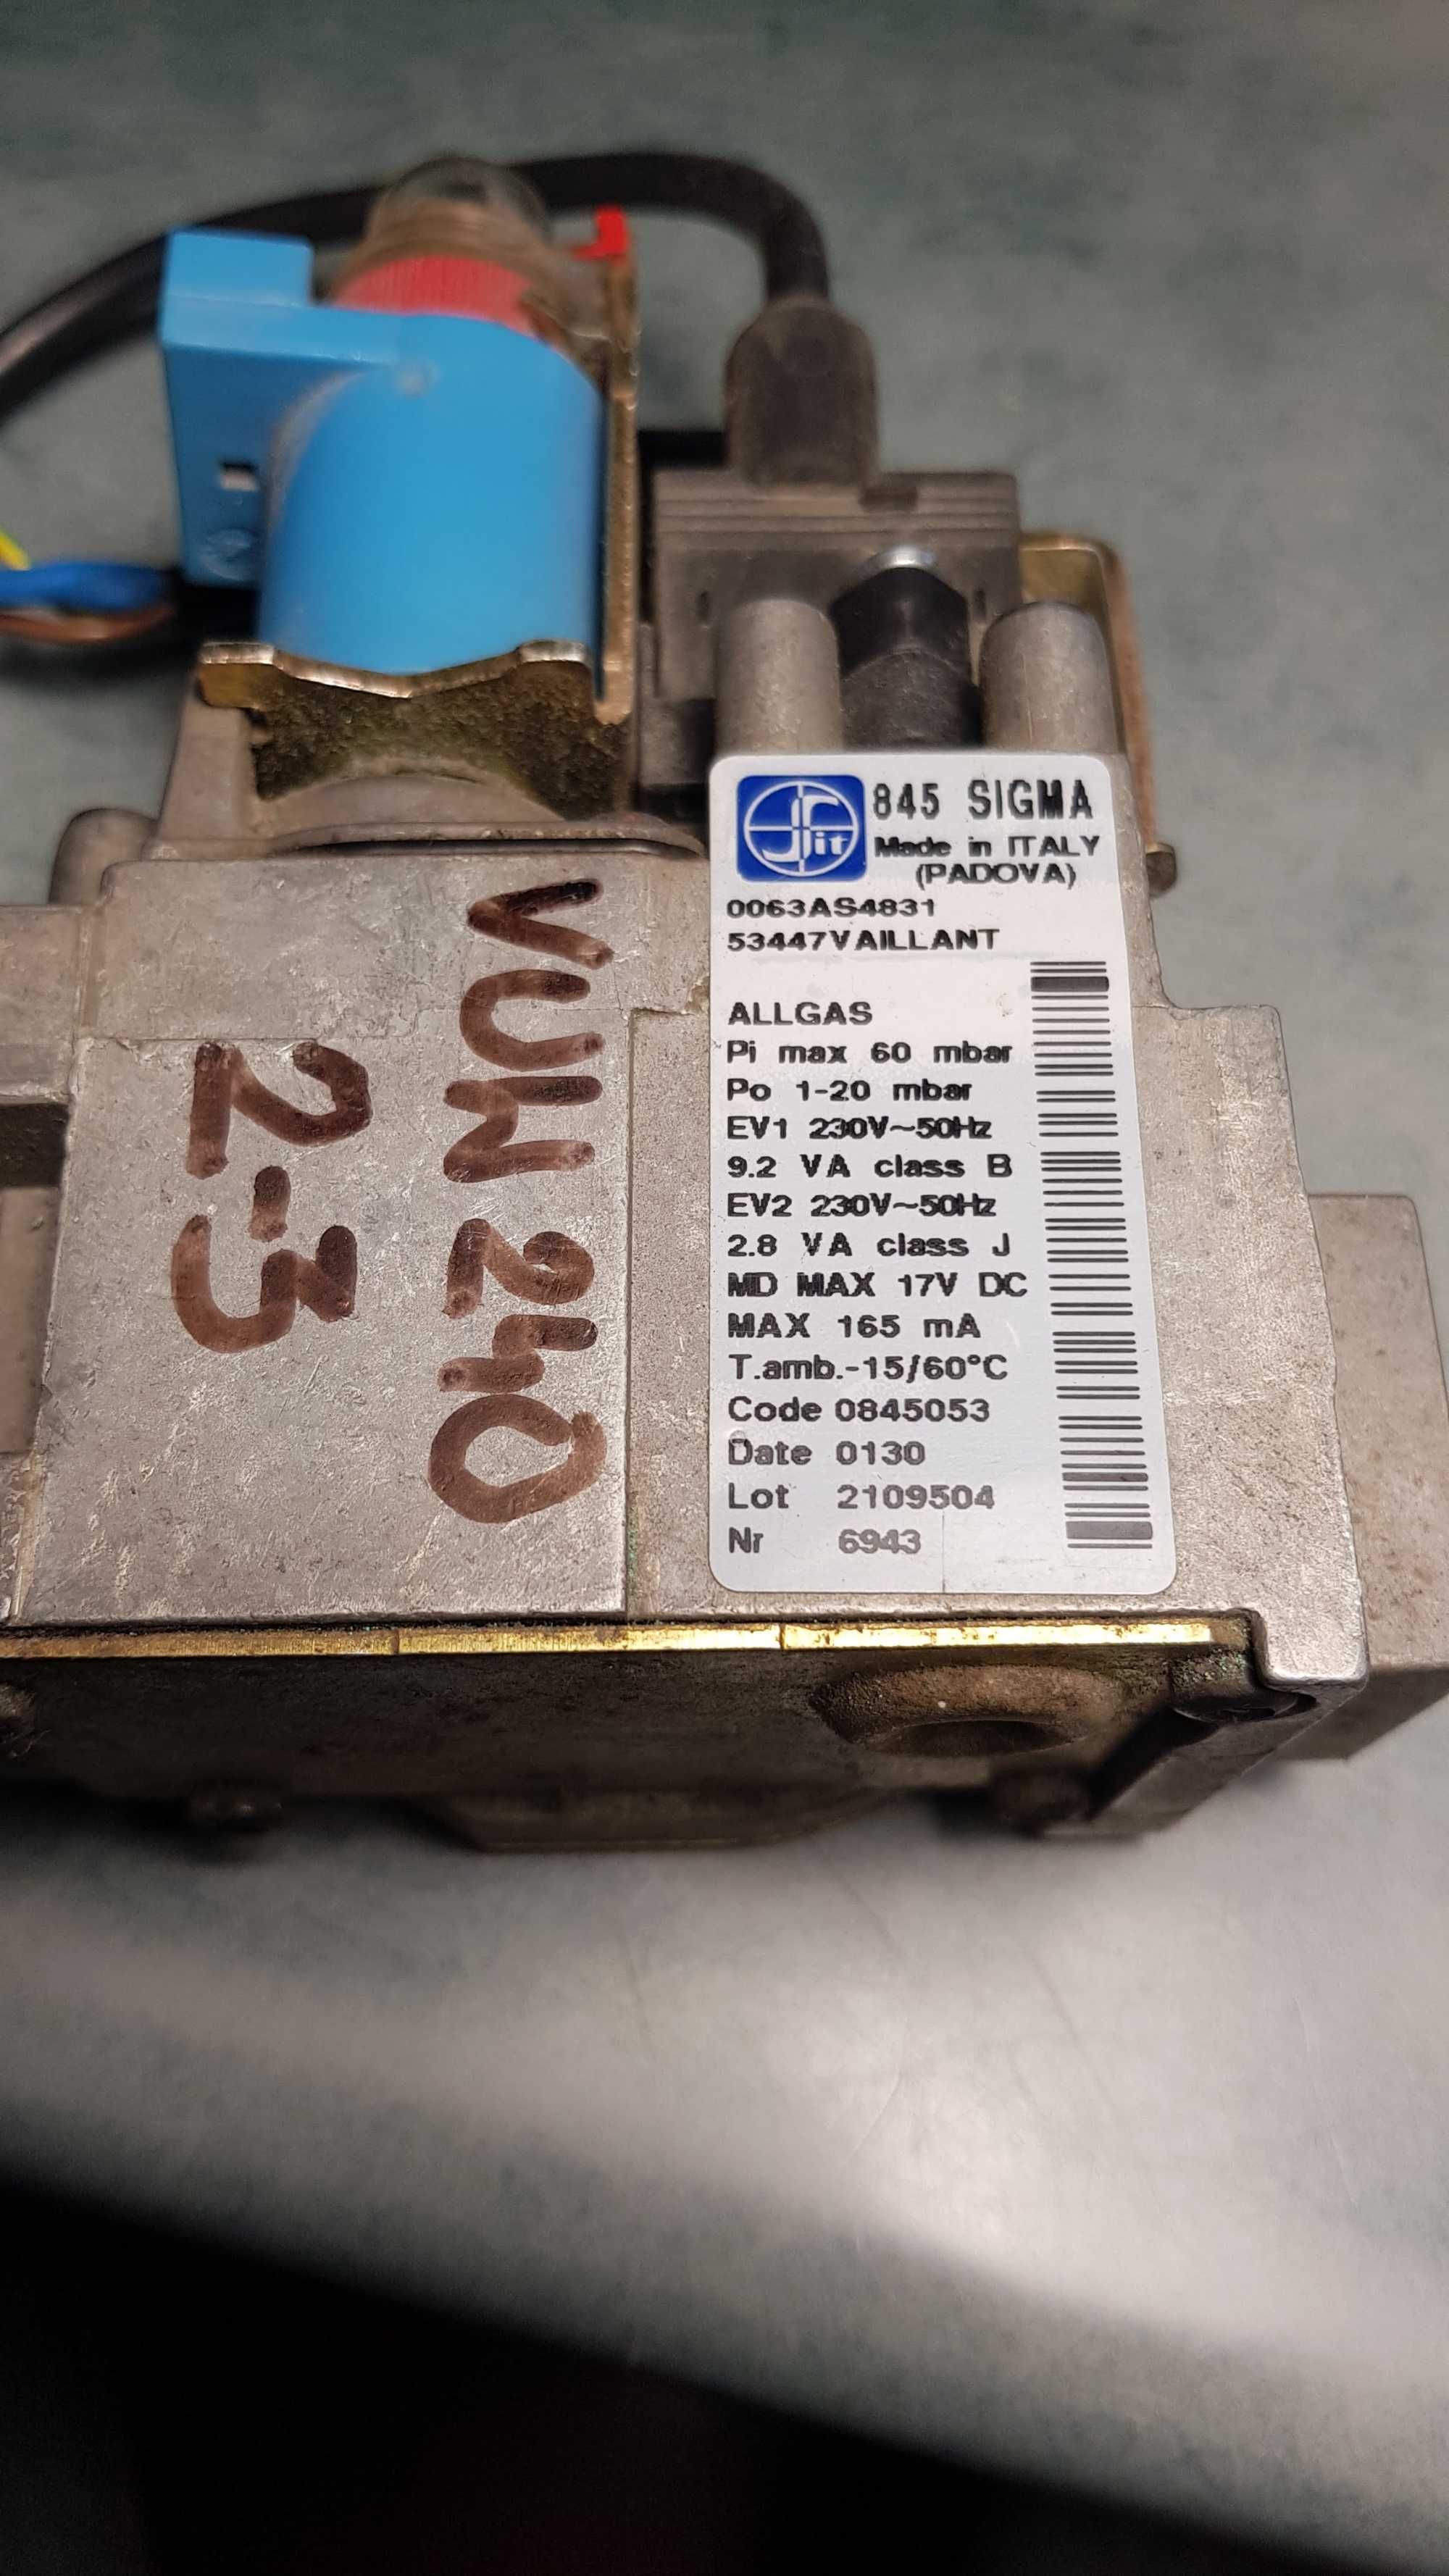 Sit
845 SIGMA
Made in ITALY
(PADOVA)
0063AS4831
53447VAILLANT
ALLGAS
Pi max 60 mbar
Po 1-20 mbar
EV1 230V~50Hz
9.2 VA class B
EV2 230V~50Hz
2.8 VA class J
MD MAX 17V DC
MAX 165 mA
T.amb.-15/60°C
Code 0845053
Date 0130
Lot 2109504
Nr 6943
VUW 240
2-3